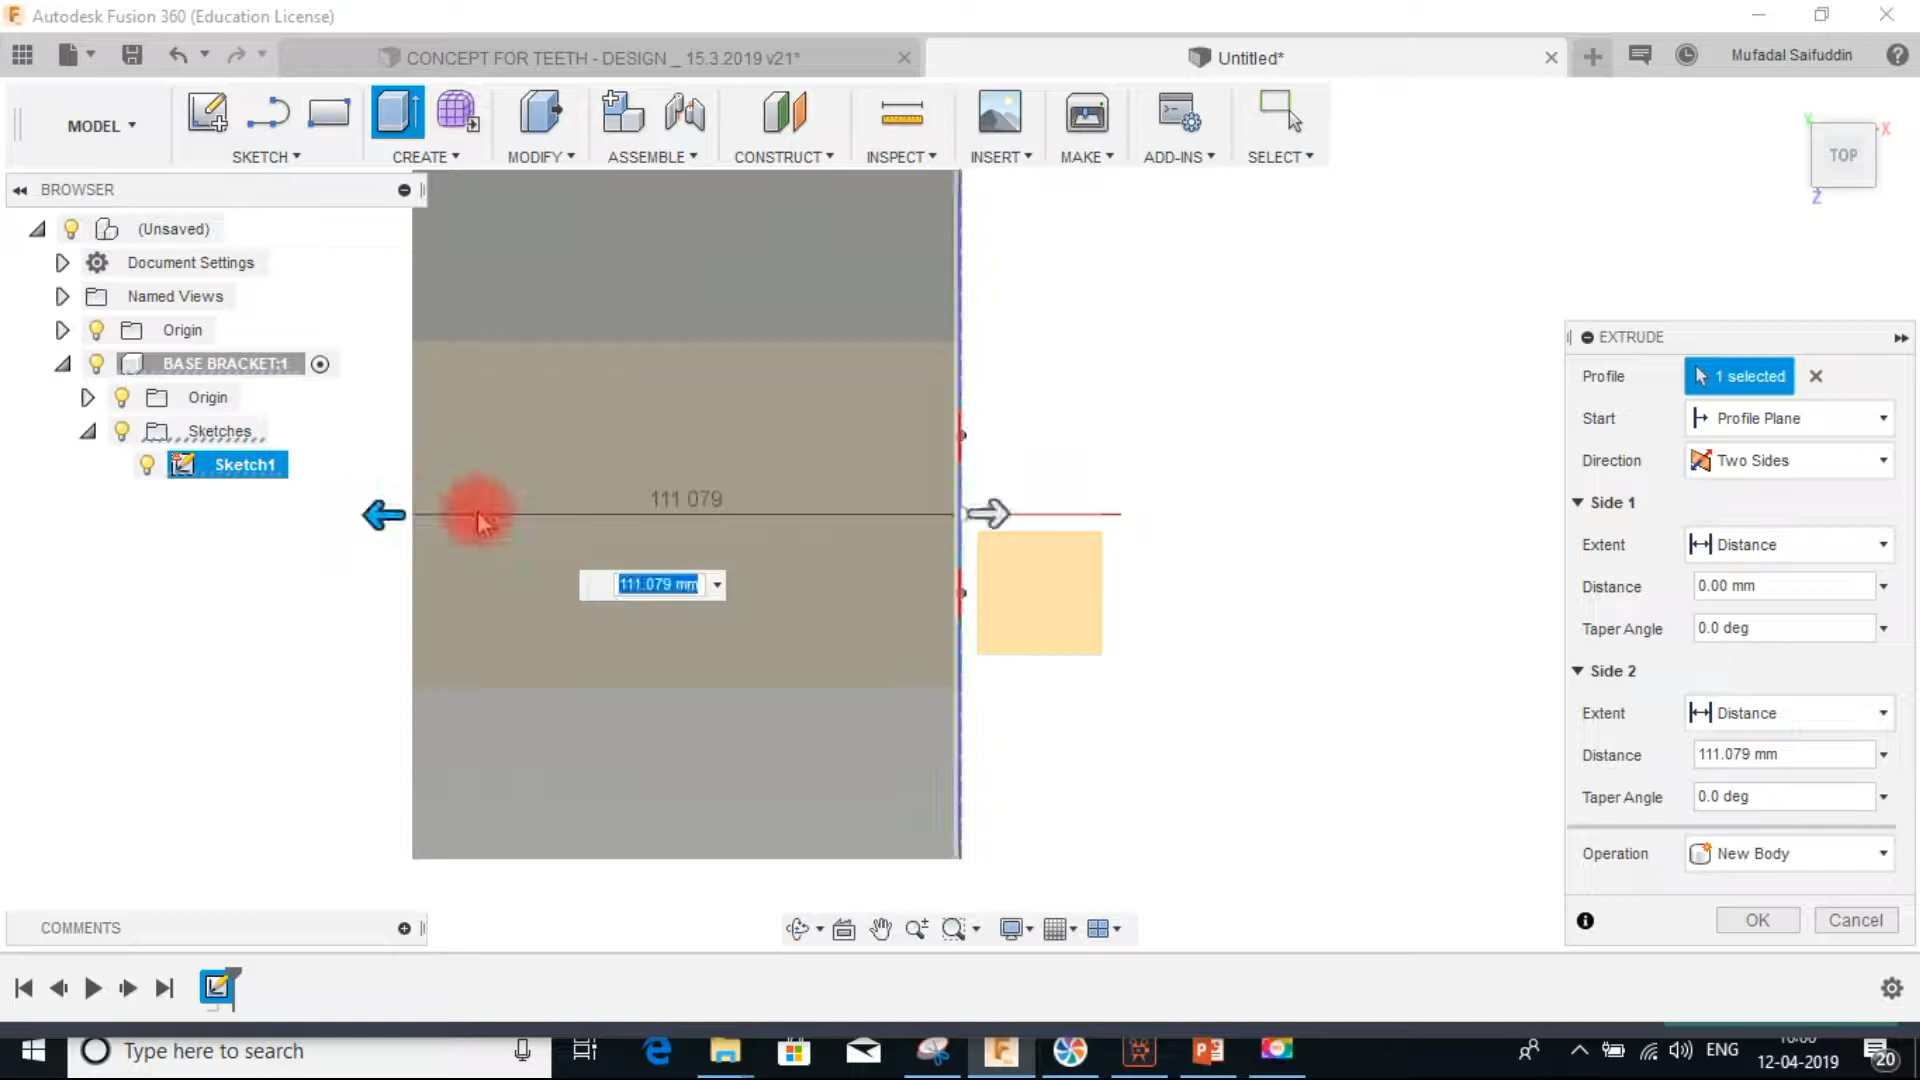 Autodesk Fusion 360 (Education License)
CONCEPT FOR TEETH - DESIGN _ 15.3.2019 v21*
Untitled*
Mufadal Saifuddin
MODEL
SKETCH
CREATE
MODIFY
ASSEMBLE
CONSTRUCT
INSPECT
INSERT
MAKE
ADD-INS
SELECT
Y
X
TOP
Z
BROWSER
(Unsaved)
Document Settings
Named Views
Origin
BASE BRACKET:1
Origin
Sketches
Sketch1
111 079
111.079 mm
EXTRUDE
Profile
1 selected
Start
Profile Plane
Direction
Two Sides
Side 1
Extent
Distance
Distance
0.00 mm
Taper Angle
0.0 deg
Side 2
Extent
Distance
Distance
111.079 mm
Taper Angle
0.0 deg
Operation
New Body
OK
Cancel
COMMENTS
Type here to search
ENG
12-04-2019
20